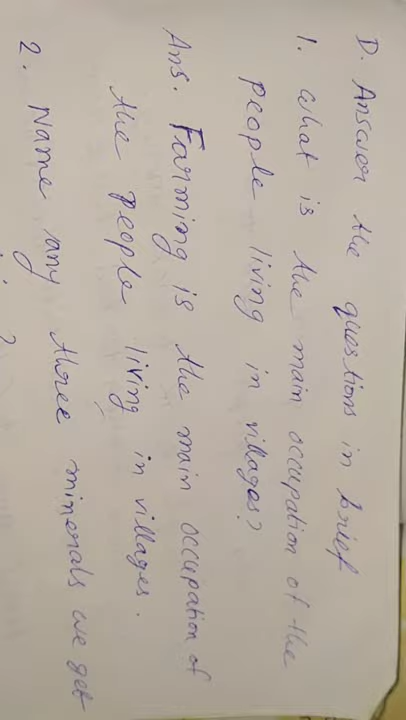 D. Answer the questions in brief
1. What is the main occupation of the
people living in villages?
Ans. Farming is the main occupation of
the people living in villages.
2. Name any three minerals we get